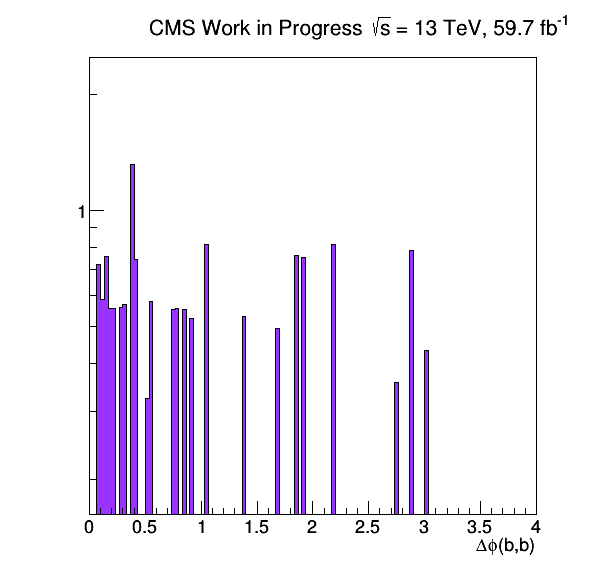 CMS Work in Progress √s = 13 TeV, 59.7 fb⁻¹
1
0 0.5 1 1.5 2 2.5 3 3.5 4
Δϕ(b,b)